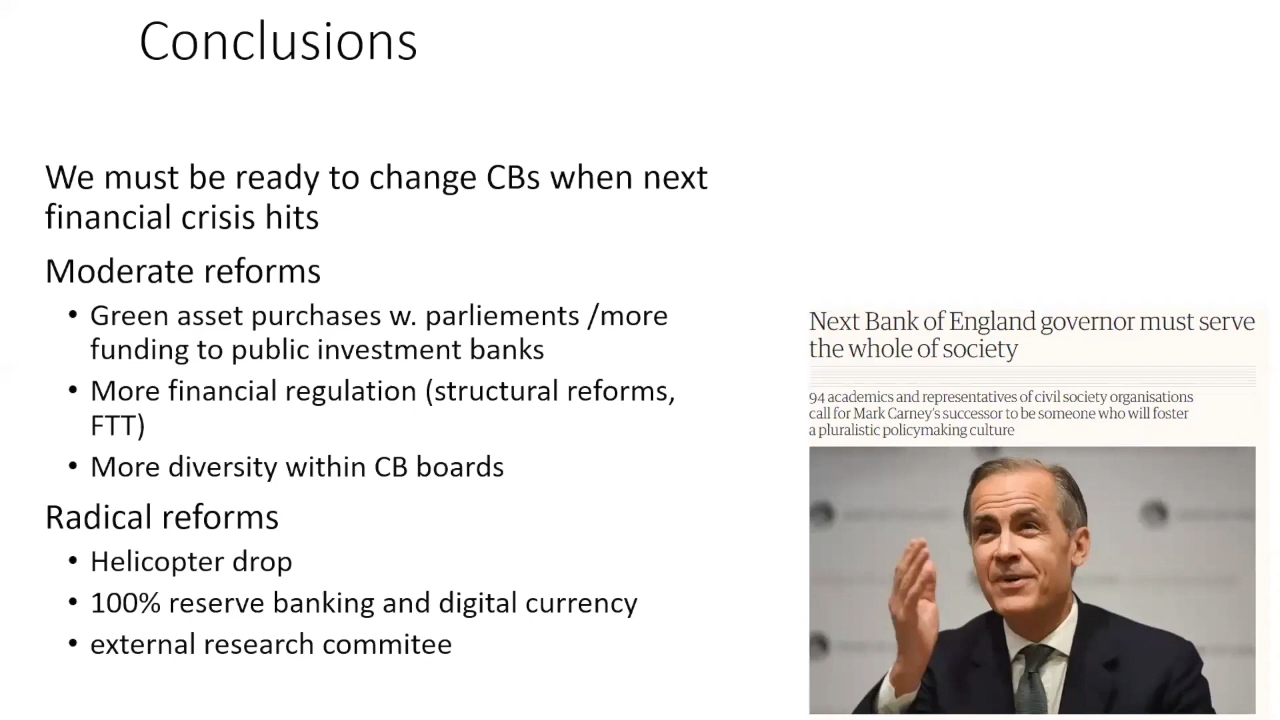 Conclusions
We must be ready to change CBs when next
financial crisis hits
Moderate reforms
• Green asset purchases w. parliements /more
funding to public investment banks
• More financial regulation (structural reforms,
FTT)
• More diversity within CB boards
Radical reforms
• Helicopter drop
• 100% reserve banking and digital currency
• external research commitee
Next Bank of England governor must serve
the whole of society
94 academics and representatives of civil society organisations
call for Mark Carney's successor to be someone who will foster
a pluralistic policymaking culture